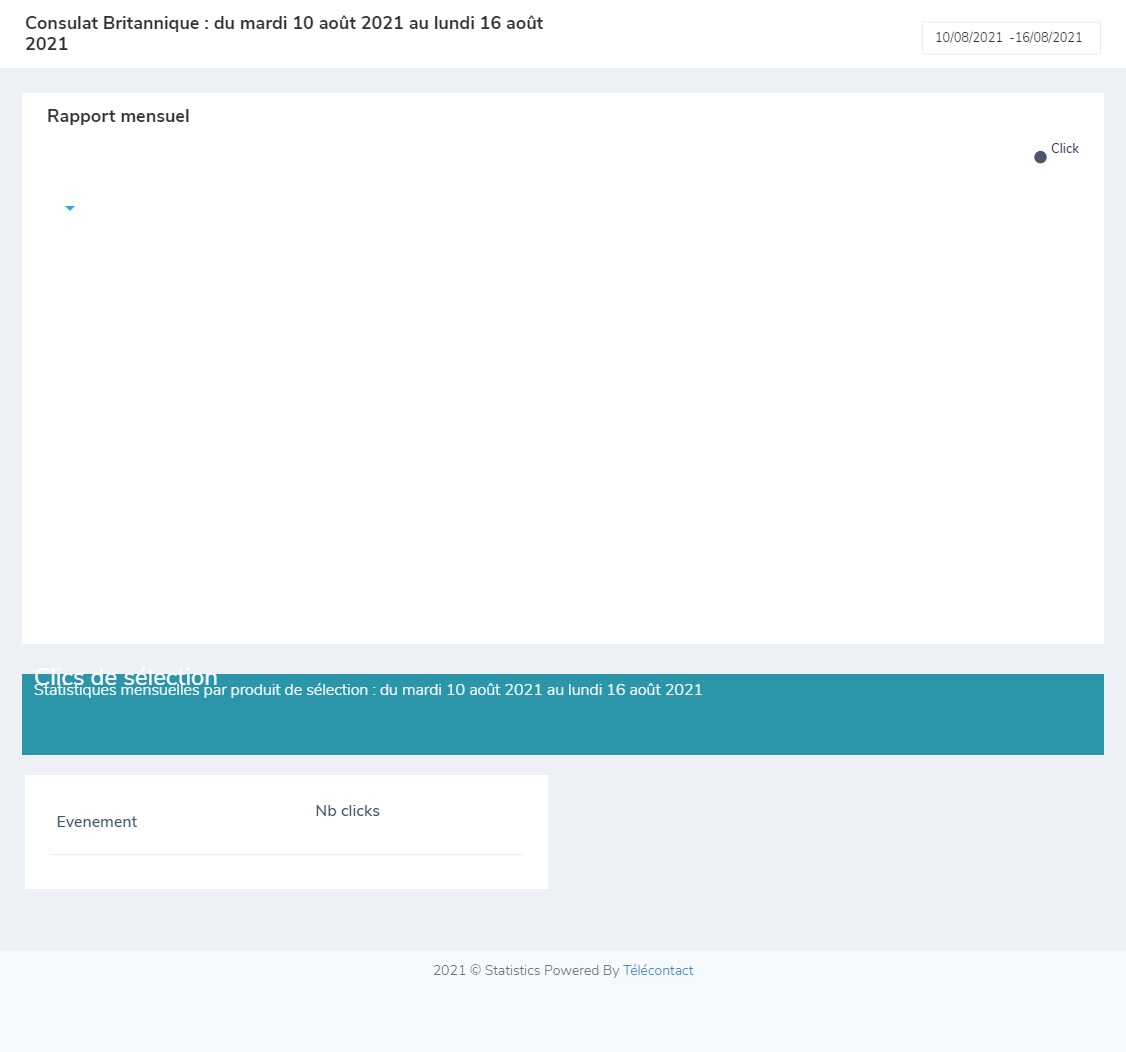 Consulat Britannique : du mardi 10 août 2021 au lundi 16 août
2021
10/08/2021 -16/08/2021
Rapport mensuel
Click
Clics de sélection
Statistiques mensuelles par produit de sélection : du mardi 10 août 2021 au lundi 16 août 2021
Evenement
Nb clicks
2021 © Statistics Powered By Télécontact